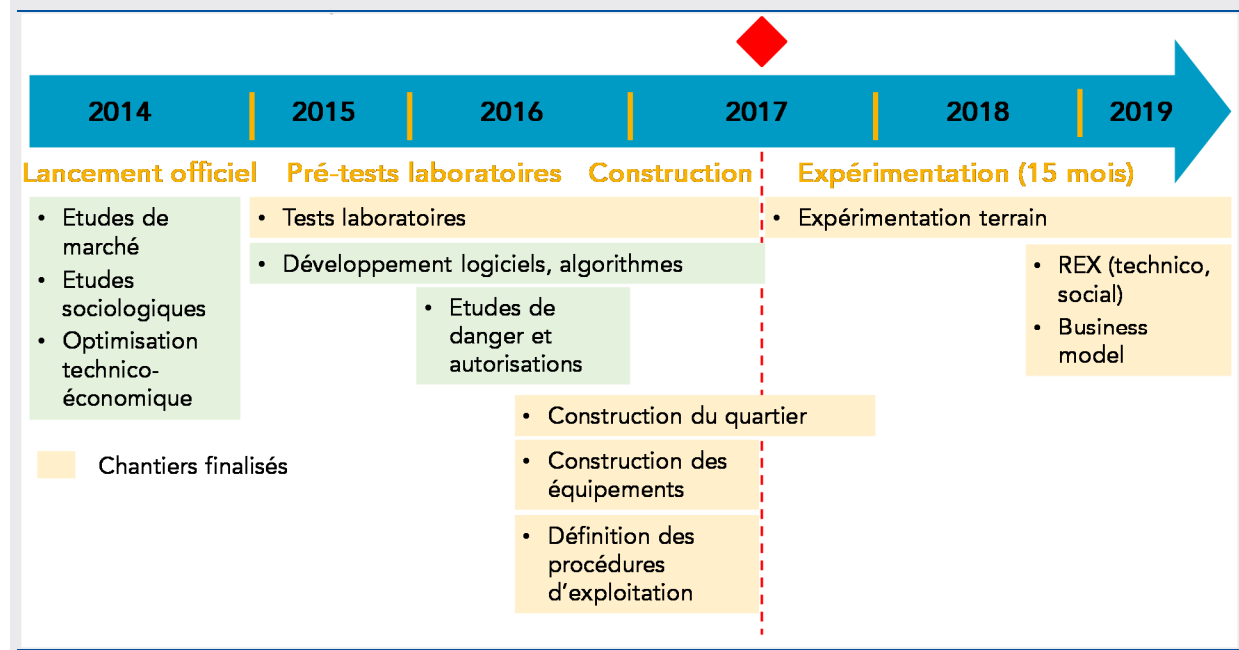 2014 2015 2016 2017 2018 2019
Lancement officiel Pré-tests laboratoires Construction Expérimentation (15 mois)
• Etudes de
marché
• Etudes
sociologiques
• Optimisation
technico-
économique
• Tests laboratoires
• Expérimentation terrain
• Développement logiciels, algorithmes
• REX (technico,
social)
• Business
model
• Etudes de
danger et
autorisations
• Construction du quartier
• Construction des
équipements
• Définition des
procédures
d'exploitation
Chantiers finalisés